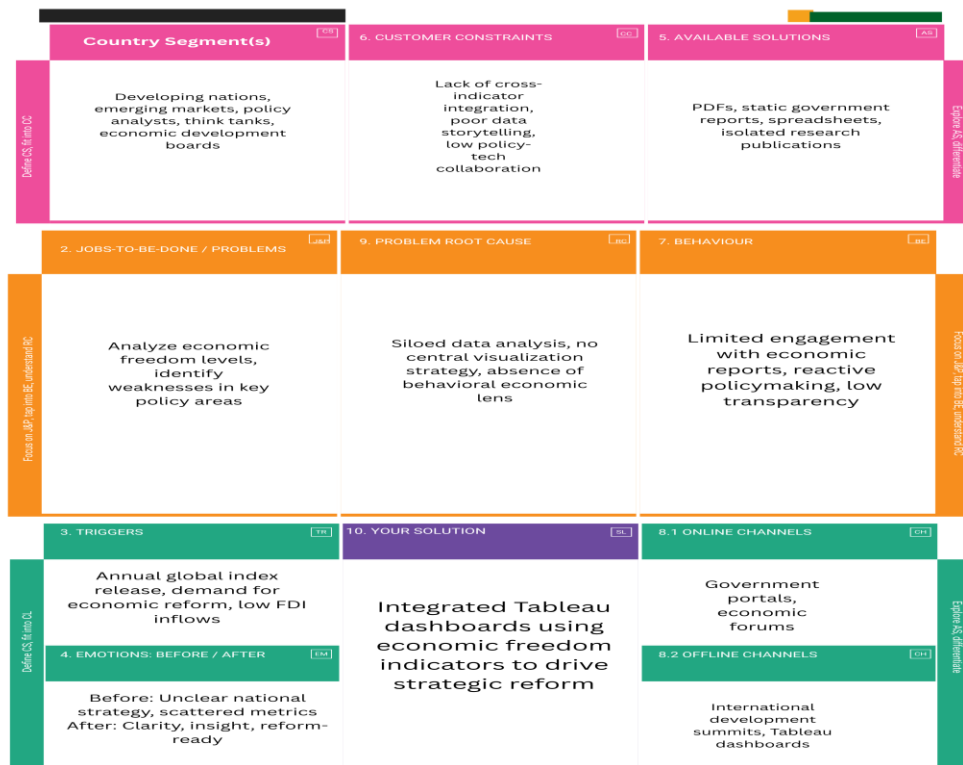 Country Segment(s)
CS
6. CUSTOMER CONSTRAINTS
CC
5. AVAILABLE SOLUTIONS
AS
Define CS, fit into CC
Developing nations,
emerging markets, policy
analysts, think tanks,
economic development
boards
Lack of cross-
indicator
integration,
poor data
storytelling,
low policy-
tech
collaboration
PDFs, static government
reports, spreadsheets,
isolated research
publications
Explore AS, differentiate
2. JOBS-TO-BE-DONE / PROBLEMS
J&P
9. PROBLEM ROOT CAUSE
RC
7. BEHAVIOUR
BE
Focus on J&P, tap into BE, understand RC
Analyze economic
freedom levels,
identify
weaknesses in key
policy areas
Siloed data analysis, no
central visualization
strategy, absence of
behavioral economic
lens
Limited engagement
with economic
reports, reactive
policymaking, low
transparency
Focus on J&P, tap into BE, understand RC
3. TRIGGERS
TR
Annual global index
release, demand for
economic reform, low FDI
inflows
Define CS, fit into CL
4. EMOTIONS: BEFORE / AFTER
EM
Before: Unclear national
strategy, scattered metrics
After: Clarity, insight, reform-
ready
10. YOUR SOLUTION
SL
Integrated Tableau
dashboards using
economic freedom
indicators to drive
strategic reform
8.1 ONLINE CHANNELS
CH
Government
portals,
economic
forums
8.2 OFFLINE CHANNELS
CH
International
development
summits, Tableau
dashboards
Explore AS, differentiate